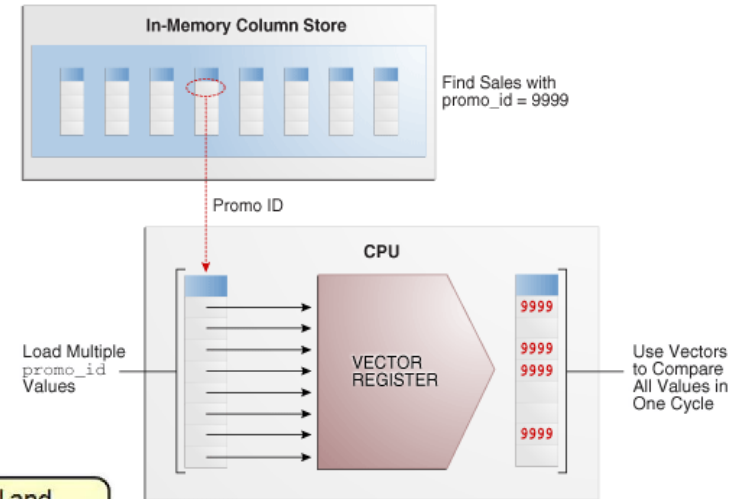 In-Memory Column Store
Find Sales with
promo_id = 9999
Promo ID
CPU
Load Multiple
promo_id
Values
VECTOR
REGISTER
9999
9999
9999
9999
Use Vectors
to Compare
All Values in
One Cycle
and